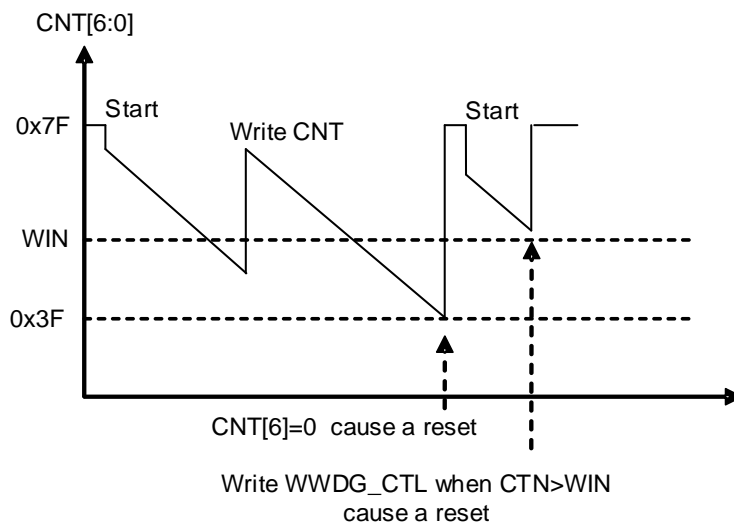 CNT[6:0]
Start
Start
0x7F
Write CNT
WIN
0x3F
CNT[6]=0 cause a reset
Write WWDG_CTL when CTN>WIN
cause a reset